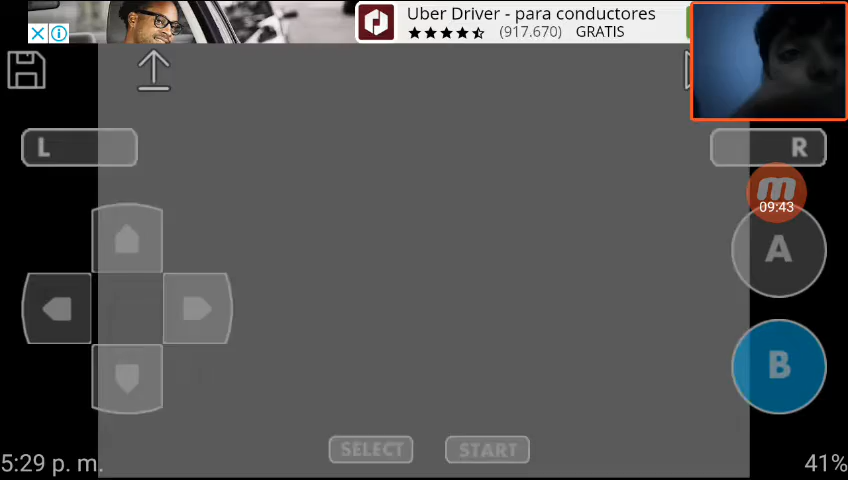 Uber Driver - para conductores
(917.670) GRATIS
L
R
m
09:43
A
B
SELECT
START
5:29 p. m.
41%